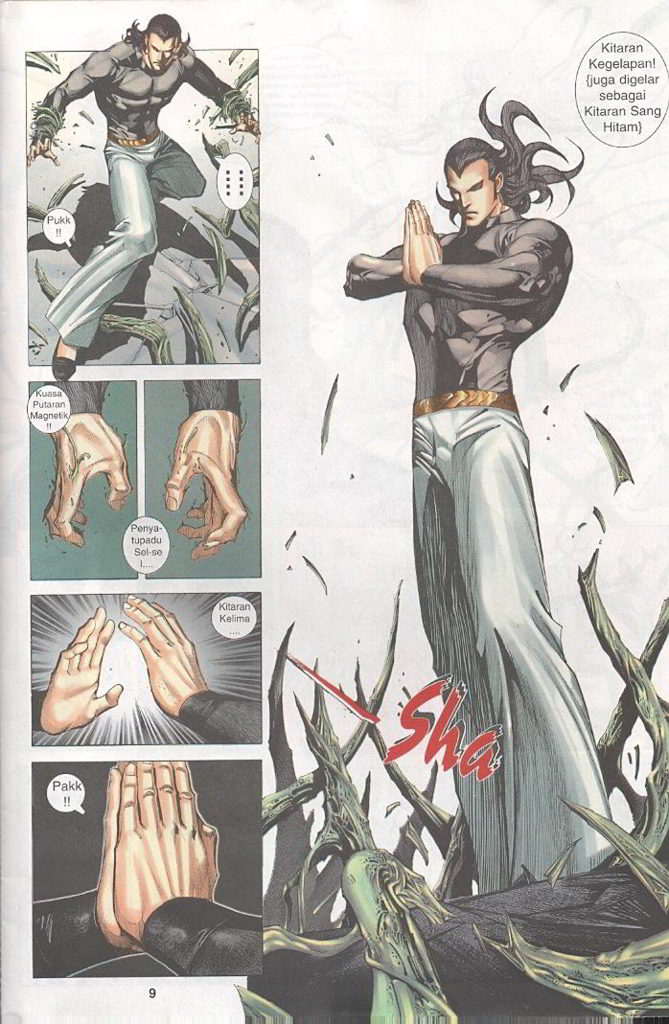 ⋮⋮
Pukk
!!
Kuasa
Putaran
Magnetik
!!
Penya-
tupadu
Sel-se
l....
Kitaran
Kelima
....
Pakk
!!
Kitaran
Kegelapan!
{juga digelar
sebagai
Kitaran Sang
Hitam}
Sha
9